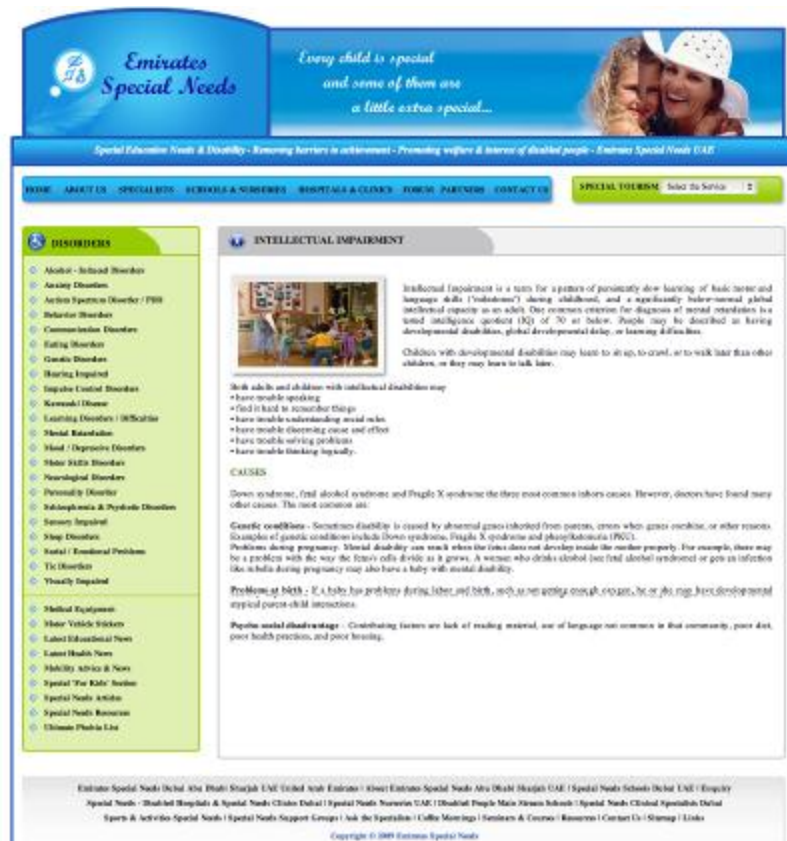 Emirates
Special Needs
Every child is special
and some of them are
a little extra special...
Special Education Needs & Disability - Removing barriers to achievement - Promoting welfare & interest of disabled people - Emirates Special Needs UAE
HOME ABOUT US SPECIALISTS SCHOOLS & NURSERIES HOSPITALS & CLINICS FORUM PARTNERS CONTACT US
SPECIAL TOURISM Select the Service
DISORDERS
Alcohol - Induced Disorders
Anxiety Disorders
Autism Spectrum Disorder / PDD
Behavior Disorders
Communication Disorders
Eating Disorders
Genetic Disorders
Hearing Impaired
Impulse Control Disorders
Kawasaki Disease
Learning Disorders / Difficulties
Mental Retardation
Mood / Depressive Disorders
Motor Skills Disorders
Neurological Disorders
Personality Disorder
Schizophrenia & Psychotic Disorders
Sensory Impaired
Sleep Disorders
Social / Emotional Problems
Tic Disorders
Visually Impaired
Medical Equipment
Motor Vehicle Stickers
Latest Educational News
Latest Health News
Mobility Advice & News
Special 'For Kids' Section
Special Needs Articles
Special Needs Resources
Ultimate Phobia List
INTELLECTUAL IMPAIRMENT
Intellectual Impairment is a term for a pattern of persistently slow learning of basic motor and
language skills ("milestones") during childhood, and a significantly below-normal global
intellectual capacity as an adult. One common criterion for diagnosis of mental retardation is a
tested intelligence quotient (IQ) of 70 or below. People may be described as having
developmental disabilities, global developmental delay, or learning difficulties.
Children with developmental disabilities may learn to sit up, to crawl, or to walk later than other
children, or they may learn to talk later.
Both adults and children with intellectual disabilities may
• have trouble speaking
• find it hard to remember things
• have trouble understanding social rules
• have trouble discerning cause and effect
• have trouble solving problems
• have trouble thinking logically.
CAUSES
Down syndrome, fetal alcohol syndrome and Fragile X syndrome the three most common inborn causes. However, doctors have found many
other causes. The most common are:
Genetic conditions - Sometimes disability is caused by abnormal genes inherited from parents, errors when genes combine, or other reasons.
Examples of genetic conditions include Down syndrome, Fragile X syndrome and phenylketonuria (PKU).
Problems during pregnancy. Mental disability can result when the fetus does not develop inside the mother properly. For example, there may
be a problem with the way the fetus's cells divide as it grows. A woman who drinks alcohol (see fetal alcohol syndrome) or gets an infection
like rubella during pregnancy may also have a baby with mental disability.
Problems at birth - If a baby has problems during labor and birth, such as not getting enough oxygen, he or she may have developmental
atypical parent-child interactions.
Psycho-social disadvantage - Contributing factors are lack of reading material, use of language not common in that community, poor diet,
poor health practices, and poor housing.
Emirates Special Needs Dubai Abu Dhabi Sharjah UAE United Arab Emirates | About Emirates Special Needs Abu Dhabi Sharjah UAE | Special Needs Schools Dubai UAE | Enquiry
Special Needs - Disabled Hospitals & Special Needs Clinics Dubai | Special Needs Nurseries UAE | Disabled People Main Stream Schools | Special Needs Clinical Specialists Dubai
Sports & Activities Special Needs | Special Needs Support Groups | Ask the Specialists | Coffee Mornings | Seminars & Courses | Resources | Contact Us | Sitemap | Links
Copyright © 2009 Emirates Special Needs